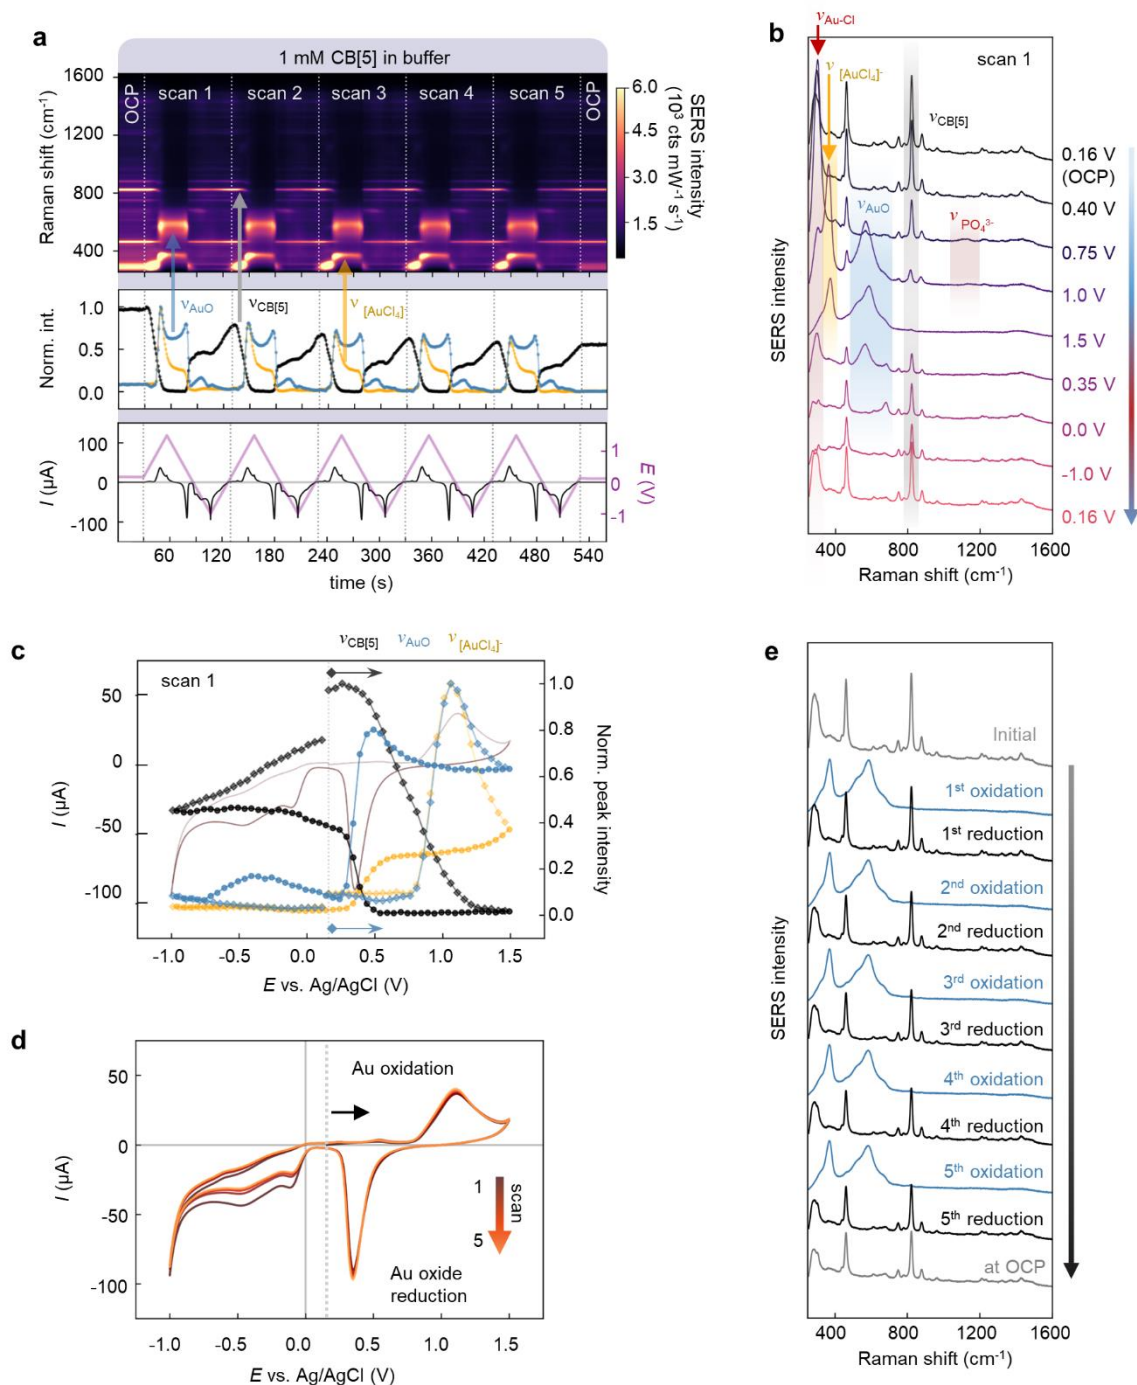 a
1 mM CB[5] in buffer
1600
1200
800
400
Raman shift (cm⁻¹)
OCP
scan 1
scan 2
scan 3
scan 4
scan 5
OCP
6.0
4.5
3.0
1.5
SERS intensity
(10³ cts mW⁻¹ s⁻¹)
1.0
0.5
0.0
Norm. int.
νAuO
νCB[5]
ν[AuCl₄]⁻
100
0
-100
I (µA)
1
0
-1
E (V)
60 120 180 240 300 360 420 480 540
time (s)
b
νAu-Cl
ν[AuCl₄]⁻
scan 1
νCB[5]
νAuO
νPO₄³⁻
0.16 V
(OCP)
0.40 V
0.75 V
1.0 V
1.5 V
0.35 V
0.0 V
-1.0 V
0.16 V
SERS intensity
400 800 1200 1600
Raman shift (cm⁻¹)
c
νCB[5] νAuO ν[AuCl₄]⁻
scan 1
50
0
-50
-100
I (µA)
1.0
0.8
0.6
0.4
0.2
0.0
Norm. peak intensity
-1.0 -0.5 0.0 0.5 1.0 1.5
E vs. Ag/AgCl (V)
d
50
0
-50
-100
I (µA)
Au oxidation
1
scan
5
Au oxide
reduction
-1.0 -0.5 0.0 0.5 1.0 1.5
E vs. Ag/AgCl (V)
e
Initial
1st oxidation
1st reduction
2nd oxidation
2nd reduction
3rd oxidation
3rd reduction
4th oxidation
4th reduction
5th oxidation
5th reduction
at OCP
SERS intensity
400 800 1200 1600
Raman shift (cm⁻¹)